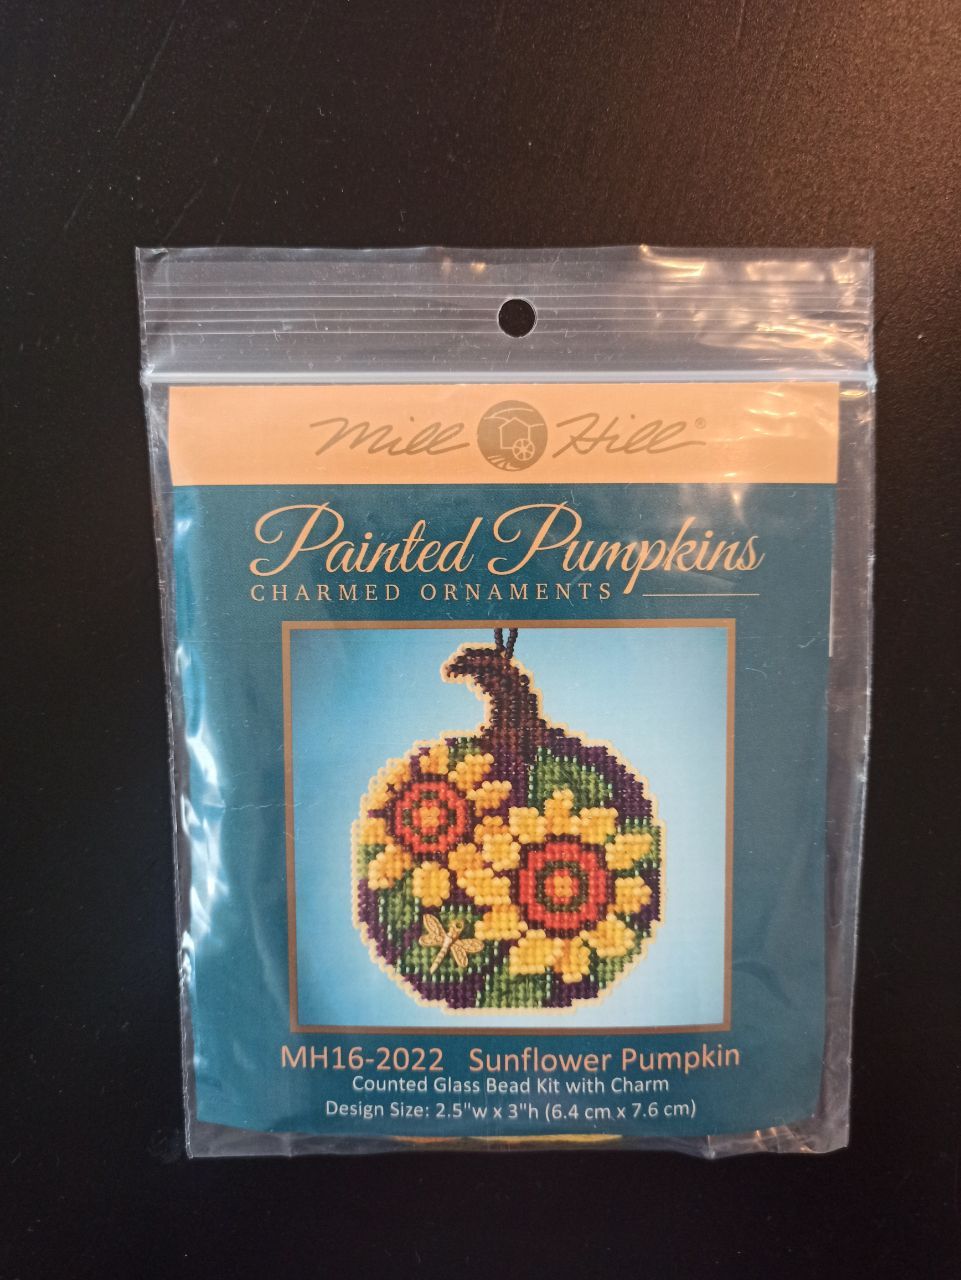 Mill Hill®
Painted Pumpkins
CHARMED ORNAMENTS
MH16-2022 Sunflower Pumpkin
Counted Glass Bead Kit with Charm
Design Size: 2.5"w x 3"h (6.4 cm x 7.6 cm)